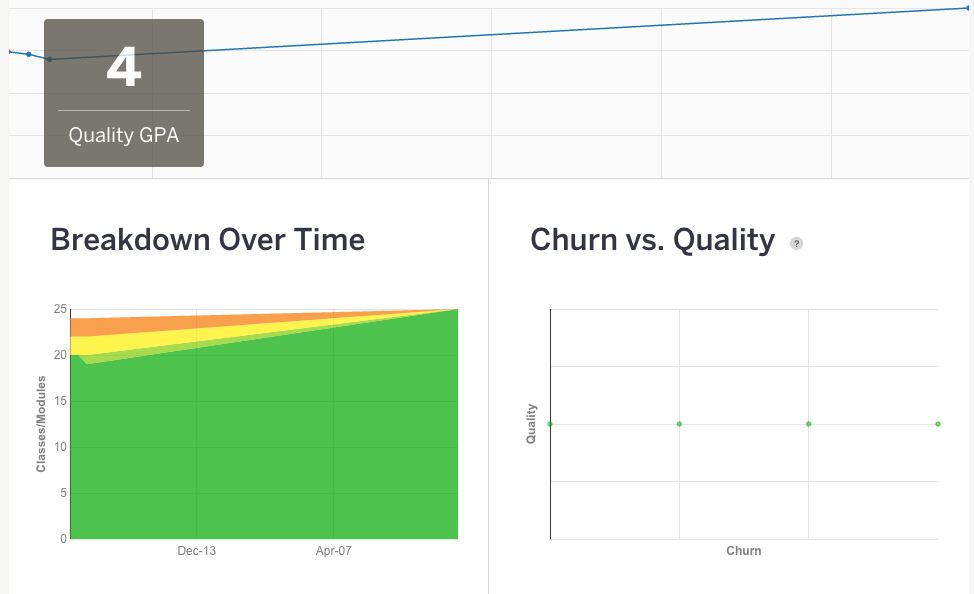 4
Quality GPA
Breakdown Over Time
Churn vs. Quality ?
25
20
15
10
5
0
Classes/Modules
Dec-13
Apr-07
Quality
Churn